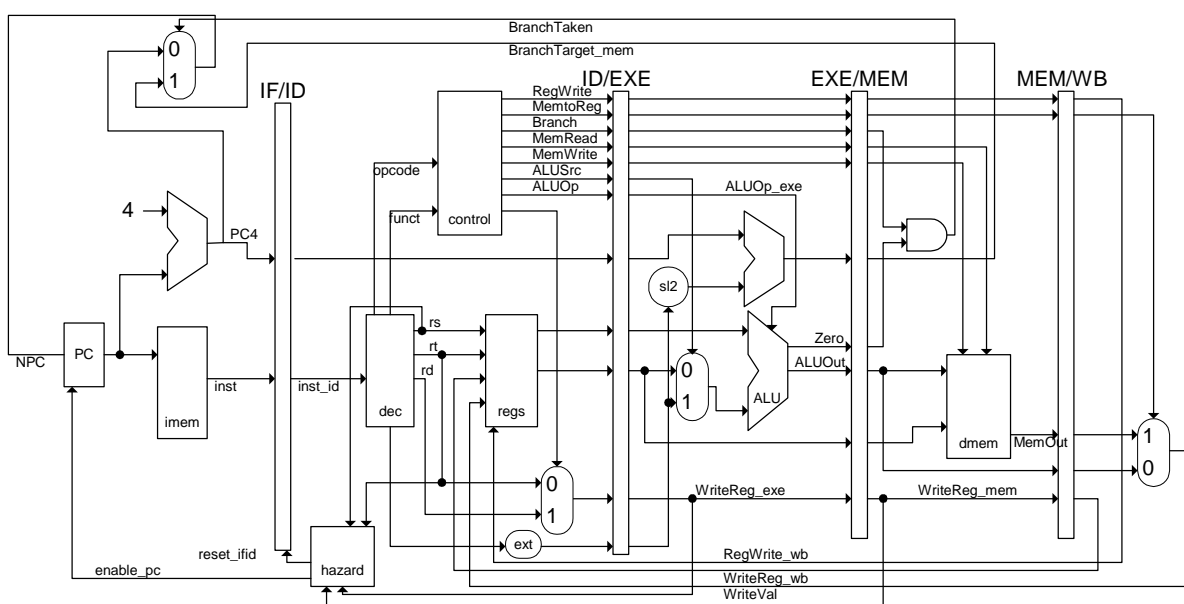 BranchTaken
0
1
BranchTarget_mem
IF/ID
ID/EXE
EXE/MEM
MEM/WB
RegWrite
MemtoReg
Branch
MemRead
MemWrite
ALUSrc
ALUOp
opcode
funct
control
ALUOp_exe
4
PC4
sl2
PC
NPC
imem
inst
inst_id
dec
rs
rt
rd
regs
0
1
ALU
Zero
ALUOut
dmem
MemOut
1
0
0
1
WriteReg_exe
WriteReg_mem
ext
hazard
reset_ifid
enable_pc
RegWrite_wb
WriteReg_wb
WriteVal